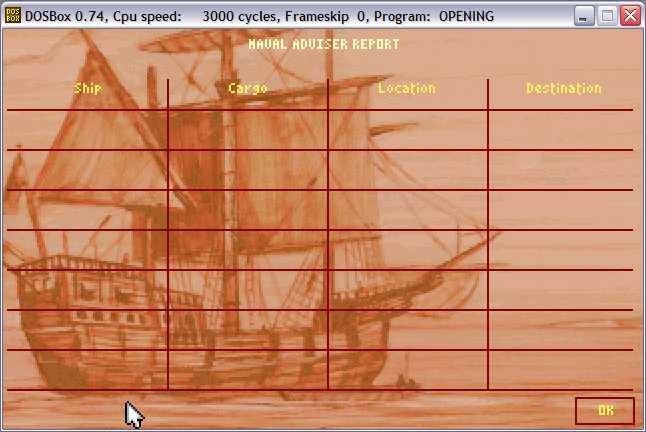 DOSBox 0.74, Cpu speed: 3000 cycles, Frameskip 0, Program: OPENING
NAVAL ADVISER REPORT
Ship Cargo Location Destination
OK